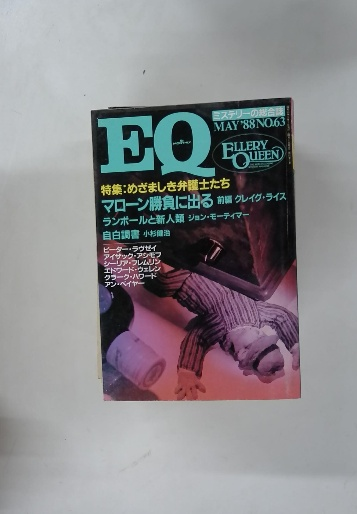 ミステリーの総合誌
EQ
MAY '88 NO.63
ELLERY QUEEN
特集:めざましき弁護士たち
マローン勝負に出る 前編 クレイグ・ライス
ランポールと新人類 ジョン・モーティマー
自白調書 小杉健治
ピーター・ラヴゼイ
アイザック・アシモフ
シーリア・フレムリン
エドワード・ウェレン
クラーク・ハワード
アン・ペイヤー